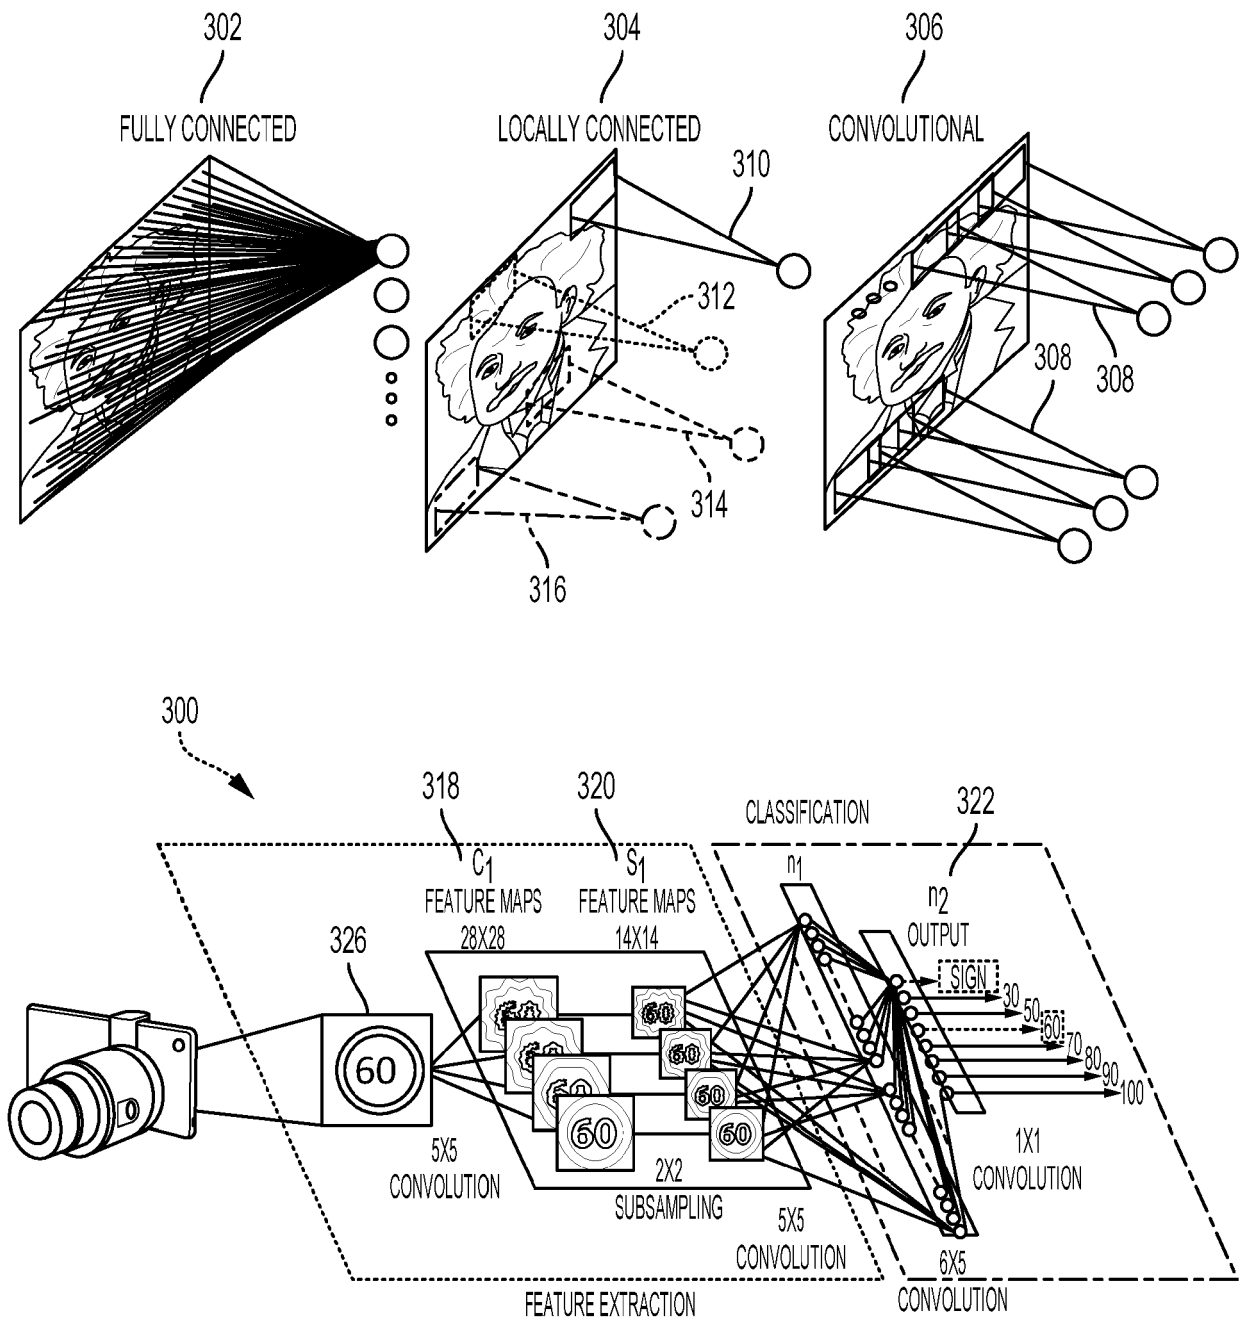 302
304
306
FULLY CONNECTED
LOCALLY CONNECTED
CONVOLUTIONAL
310
312
308
308
314
316
300
318
320
322
CLASSIFICATION
C1
FEATURE MAPS
28X28
S1
FEATURE MAPS
14X14
n1
n2
OUTPUT
326
60
60
60
60
60
60
60
60
60
SIGN
30
50
60
70
80
90
100
5X5
CONVOLUTION
2X2
SUBSAMPLING
5X5
CONVOLUTION
1X1
CONVOLUTION
6X5
CONVOLUTION
FEATURE EXTRACTION